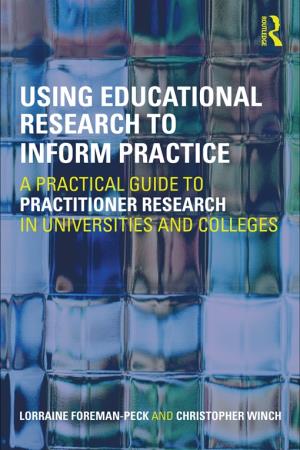 Routledge
USING EDUCATIONAL
RESEARCH TO
INFORM PRACTICE
A PRACTICAL GUIDE TO
PRACTITIONER RESEARCH
IN UNIVERSITIES AND COLLEGES
LORRAINE FOREMAN-PECK AND CHRISTOPHER WINCH